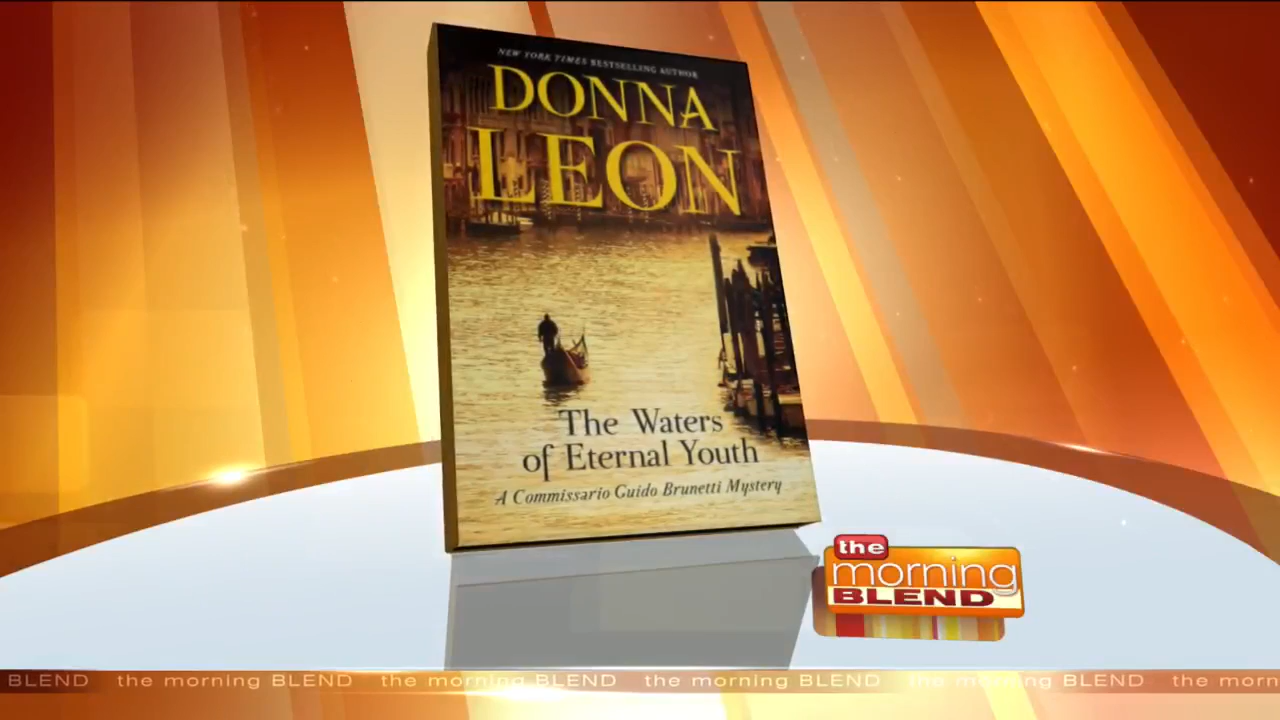 NEW YORK TIMES BESTSELLING AUTHOR
DONNA
LEON
The Waters
of Eternal Youth
A Commissario Guido Brunetti Mystery
the
morning
BLEND
BLEND the morning BLEND the morning BLEND the morning BLEND the morning BLEND the morn